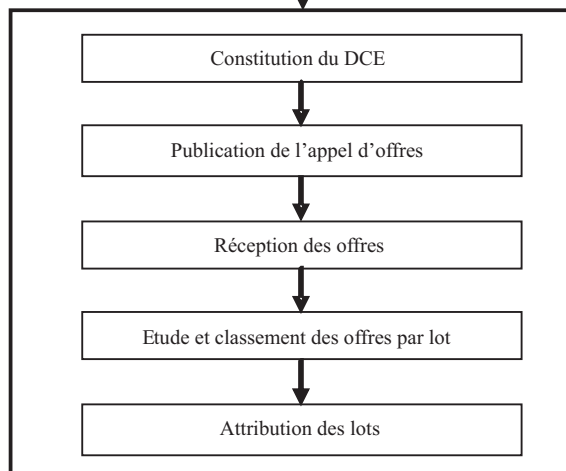 Constitution du DCE
Publication de l’appel d’offres
Réception des offres
Etude et classement des offres par lot
Attribution des lots